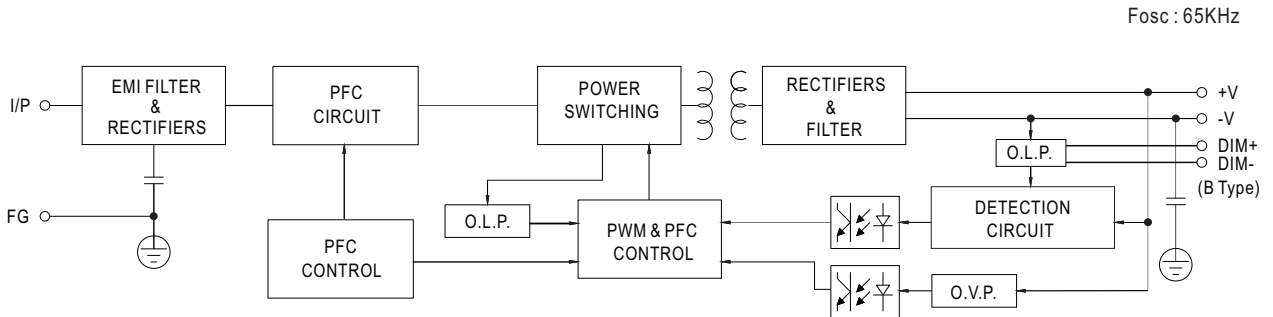 Fosc : 65KHz
I/P
EMI FILTER
&
RECTIFIERS
PFC
CIRCUIT
POWER
SWITCHING
RECTIFIERS
&
FILTER
+V
-V
O.L.P.
DIM+
DIM-
(B Type)
FG
O.L.P.
PFC
CONTROL
PWM & PFC
CONTROL
DETECTION
CIRCUIT
O.V.P.